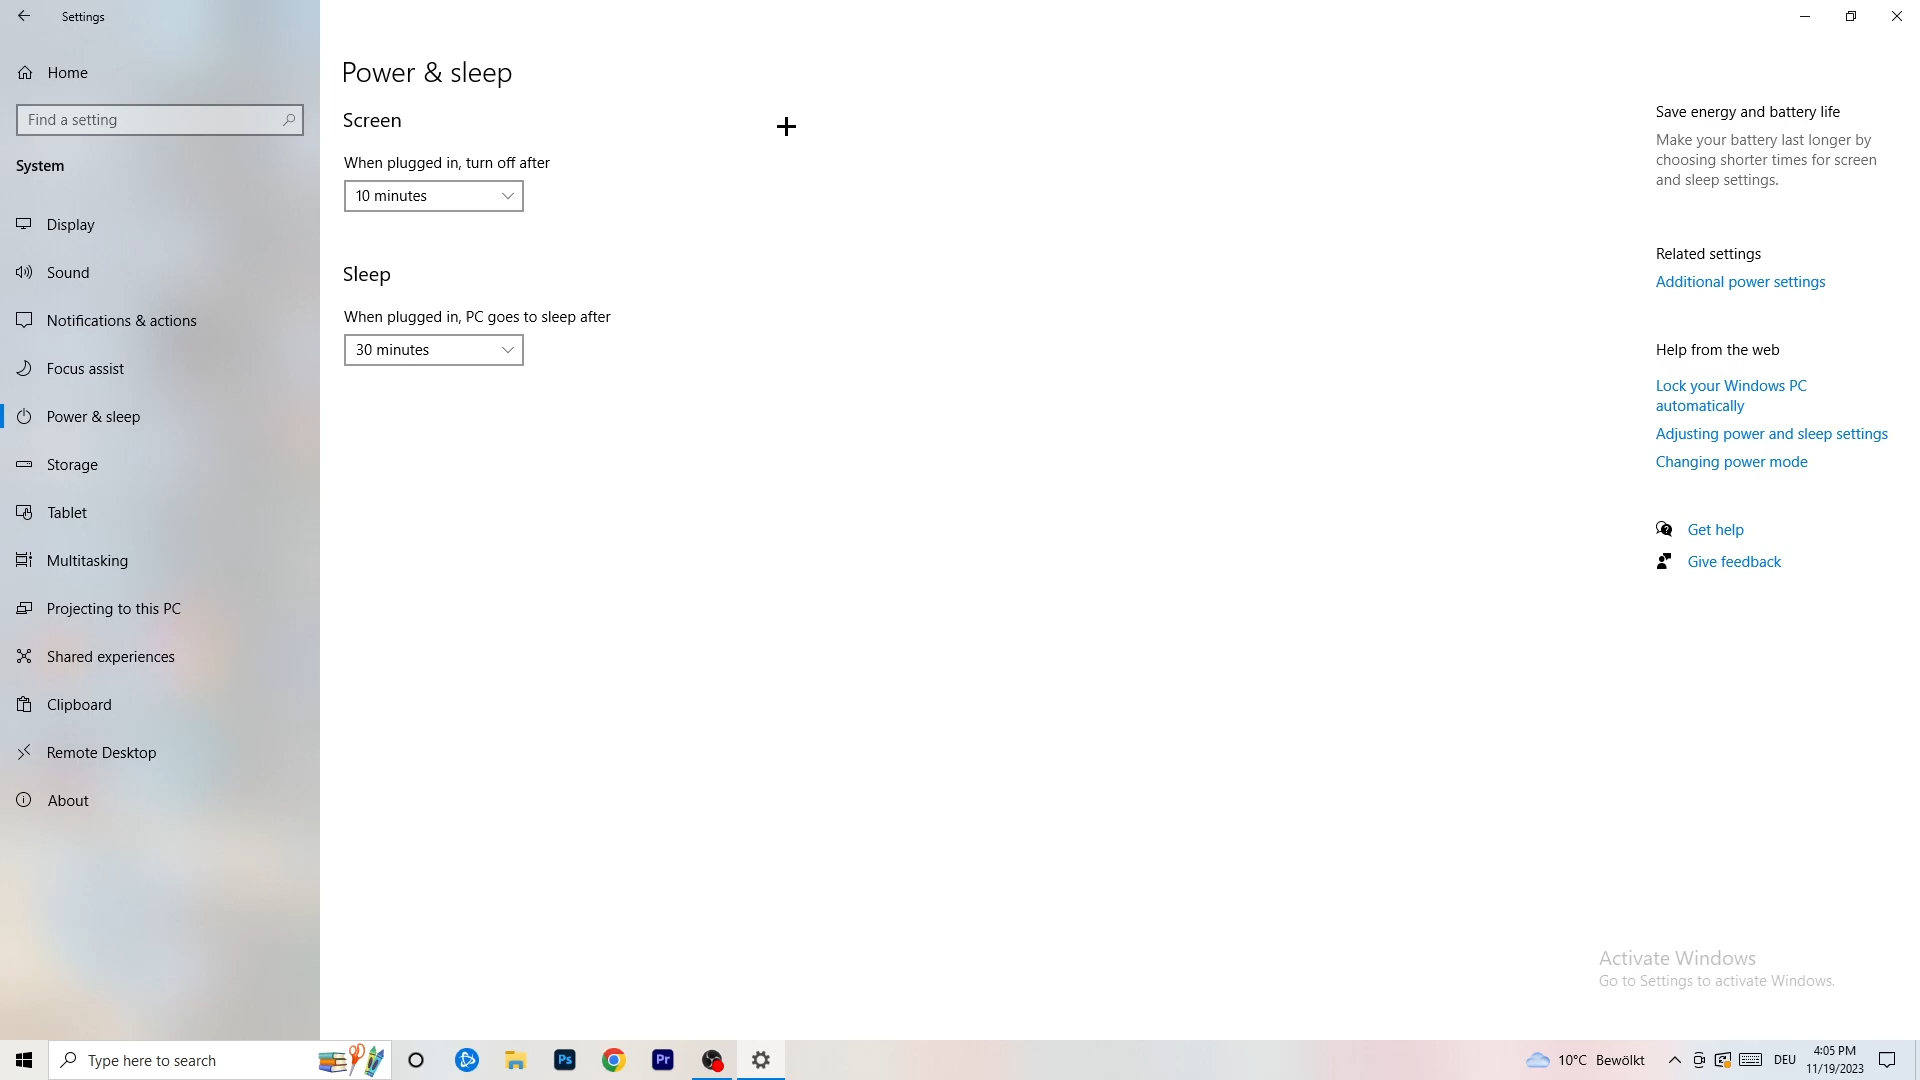 Settings
Home
Find a setting
System
Display
Sound
Notifications & actions
Focus assist
Power & sleep
Storage
Tablet
Multitasking
Projecting to this PC
Shared experiences
Clipboard
Remote Desktop
About
Power & sleep
Screen
When plugged in, turn off after
10 minutes
Sleep
When plugged in, PC goes to sleep after
30 minutes
Save energy and battery life
Make your battery last longer by
choosing shorter times for screen
and sleep settings.
Related settings
Additional power settings
Help from the web
Lock your Windows PC
automatically
Adjusting power and sleep settings
Changing power mode
Get help
Give feedback
Activate Windows
Go to Settings to activate Windows.
Type here to search
Ps
Pr
10°C Bewölkt
DEU
4:05 PM
11/19/2023